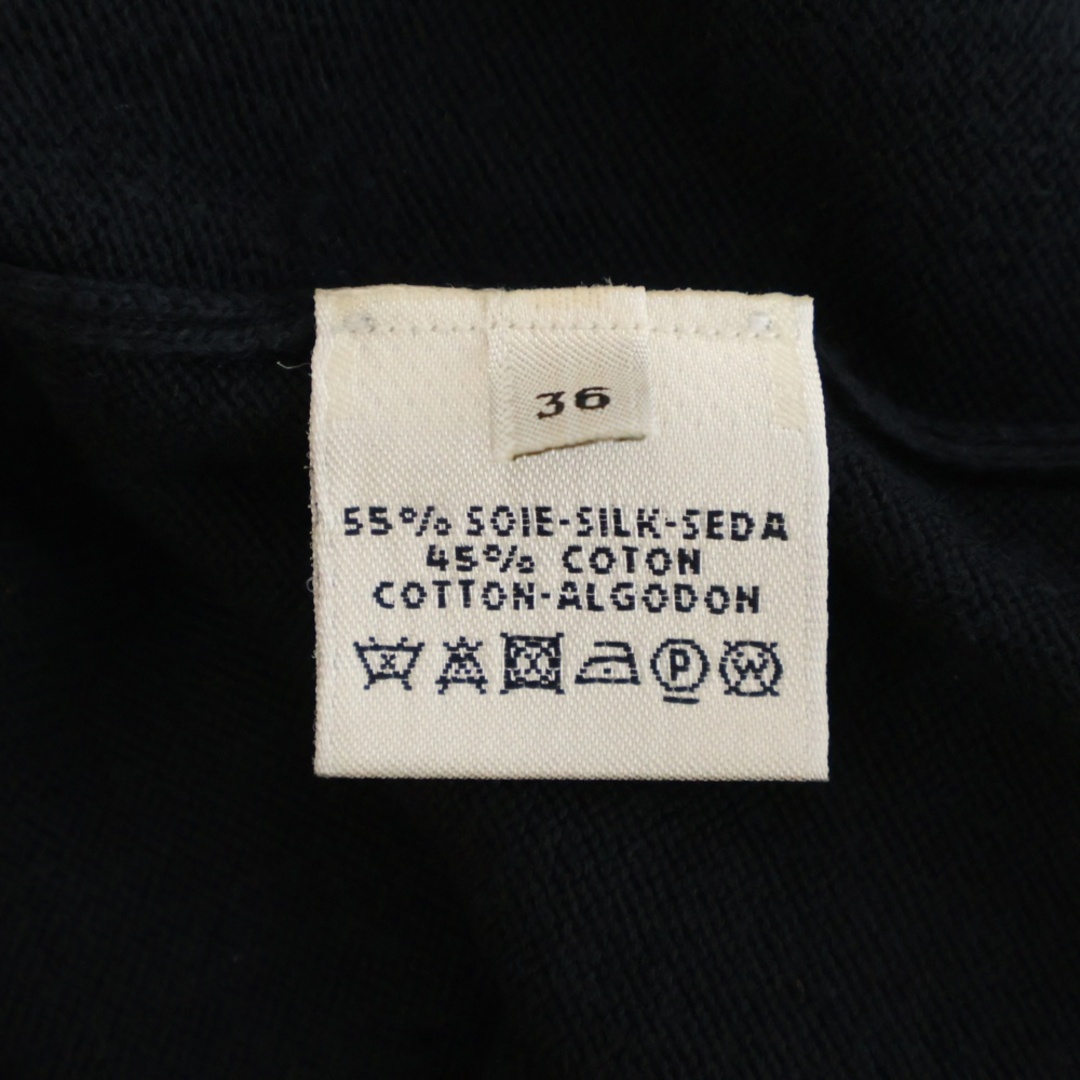 36
55% SOIE-SILK-SEDA
45% COTON
COTTON-ALGODON
P W